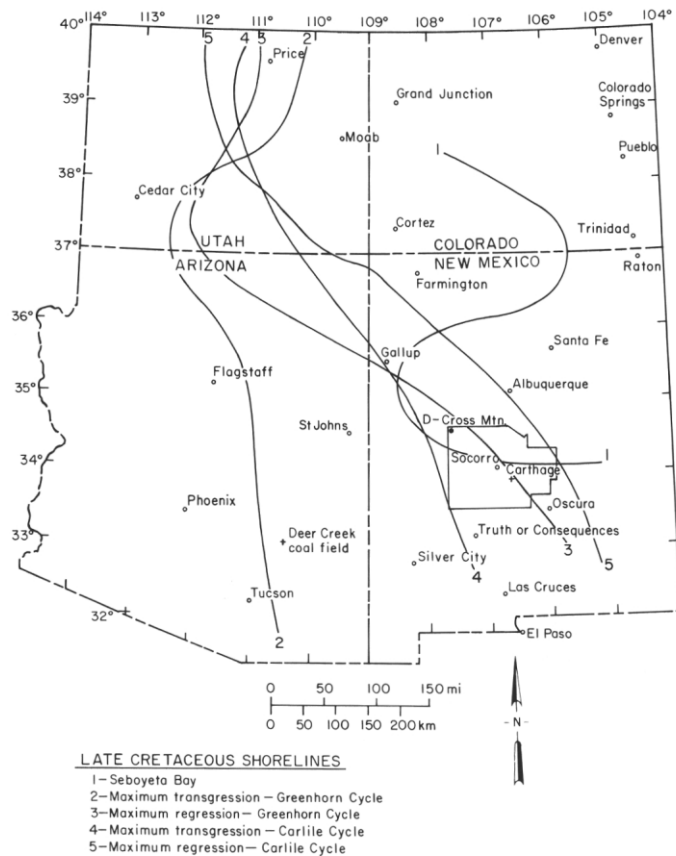 114° 113° 112° 111° 110° 109° 108° 107° 106° 105° 104°
40°
5 4 3 2
Price
Denver
39°
Grand Junction
Colorado
Springs
Moab
38°
1
Pueblo
Cedar City
Cortez
Trinidad
37°
UTAH
COLORADO
ARIZONA
NEW MEXICO
Raton
Farmington
36°
Gallup
Santa Fe
35°
Flagstaff
Albuquerque
D-Cross Mtn.
St Johns
34°
Socorro
1
Carthage
Phoenix
Oscura
33°
Deer Creek
coal field
Truth or Consequences
3
Silver City
4
5
Tucson
Las Cruces
32°
2
El Paso
0 50 100 150 mi
0 50 100 150 200 km
N
LATE CRETACEOUS SHORELINES
1—Seboyeta Bay
2—Maximum transgression—Greenhorn Cycle
3—Maximum regression—Greenhorn Cycle
4—Maximum transgression—Carlile Cycle
5—Maximum regression—Carlile Cycle